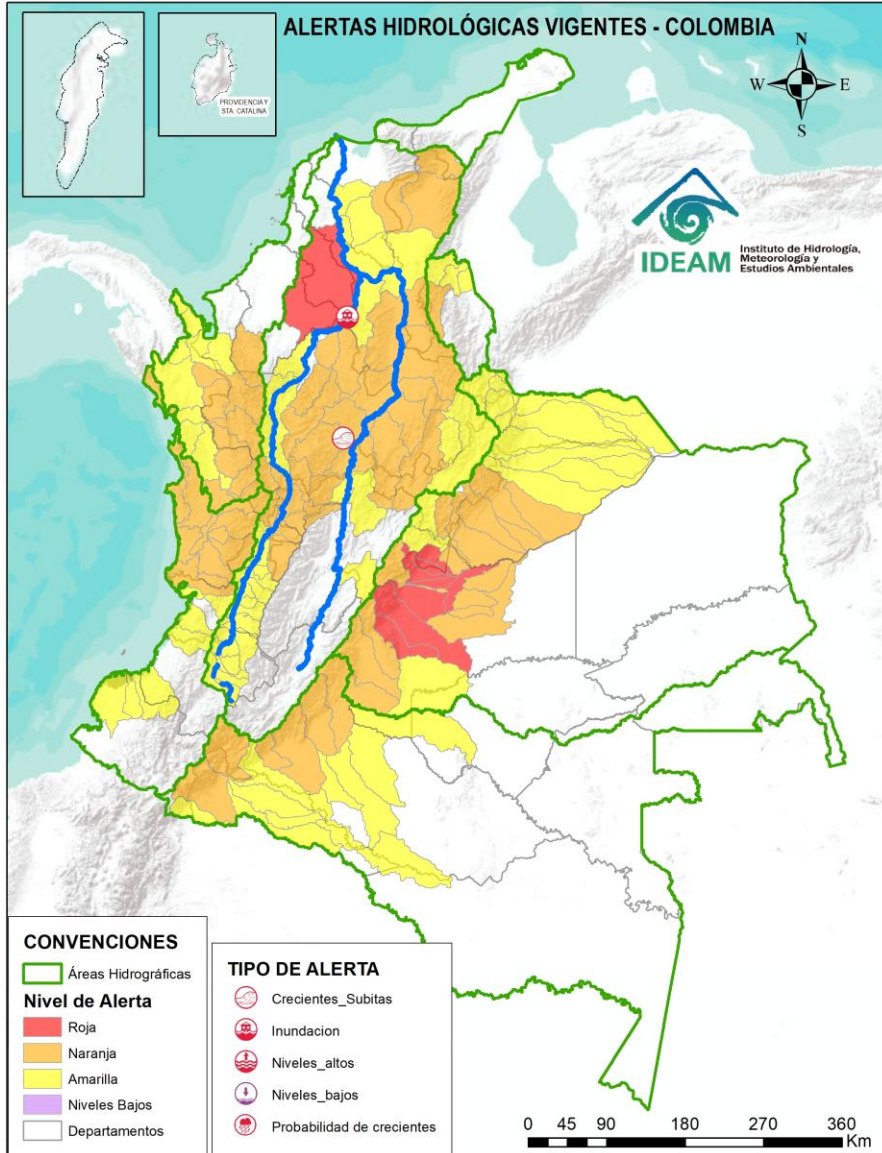 ALERTAS HIDROLÓGICAS VIGENTES - COLOMBIA
PROVIDENCIA Y
STA. CATALINA
N
W
E
S
IDEAM
Instituto de Hidrología,
Meteorología y
Estudios Ambientales
CONVENCIONES
Áreas Hidrográficas
Nivel de Alerta
Roja
Naranja
Amarilla
Niveles Bajos
Departamentos
TIPO DE ALERTA
Crecientes_Subitas
Inundacion
Niveles_altos
Niveles_bajos
Probabilidad de crecientes
0 45 90 180 270 360
Km